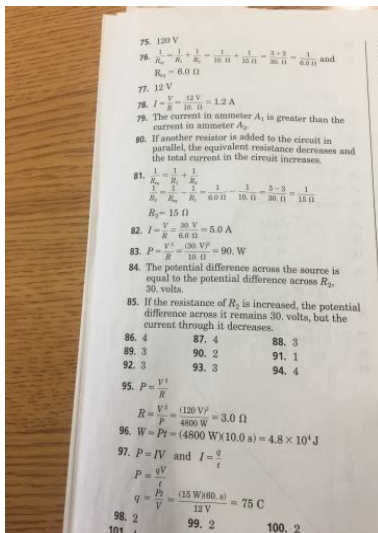 75. 120 V
76. 1/R_eq = 1/R_1 + 1/R_2 = 1/10. Ω + 1/15 Ω = 3 + 2/30. Ω = 1/6.0 Ω and
R_eq = 6.0 Ω
77. 12 V
78. I = V/R = 12 V/10. Ω = 1.2 A
79. The current in ammeter A₁ is greater than the
current in ammeter A₂.
80. If another resistor is added to the circuit in
parallel, the equivalent resistance decreases and
the total current in the circuit increases.
81. 1/R_eq = 1/R_1 + 1/R_2
1/R_2 = 1/R_eq − 1/R_1 = 1/6.0 Ω − 1/10. Ω = 5 − 3/30. Ω = 1/15 Ω
R₂ = 15 Ω
82. I = V/R = 30. V/6.0 Ω = 5.0 A
83. P = V²/R = (30. V)²/10. Ω = 90. W
84. The potential difference across the source is
equal to the potential difference across R₂,
30. volts.
85. If the resistance of R₂ is increased, the potential
difference across it remains 30. volts, but the
current through it decreases.
86. 4 87. 4 88. 3
89. 3 90. 2 91. 1
92. 3 93. 3 94. 4
95. P = V²/R
R = V²/P = (120 V)²/4800 W = 3.0 Ω
96. W = Pt = (4800 W)(10.0 s) = 4.8 × 10⁴ J
97. P = IV and I = q/t
P = qV/t
q = Pt/V = (15 W)(60. s)/12 V = 75 C
98. 2 99. 2 100. 2
101.